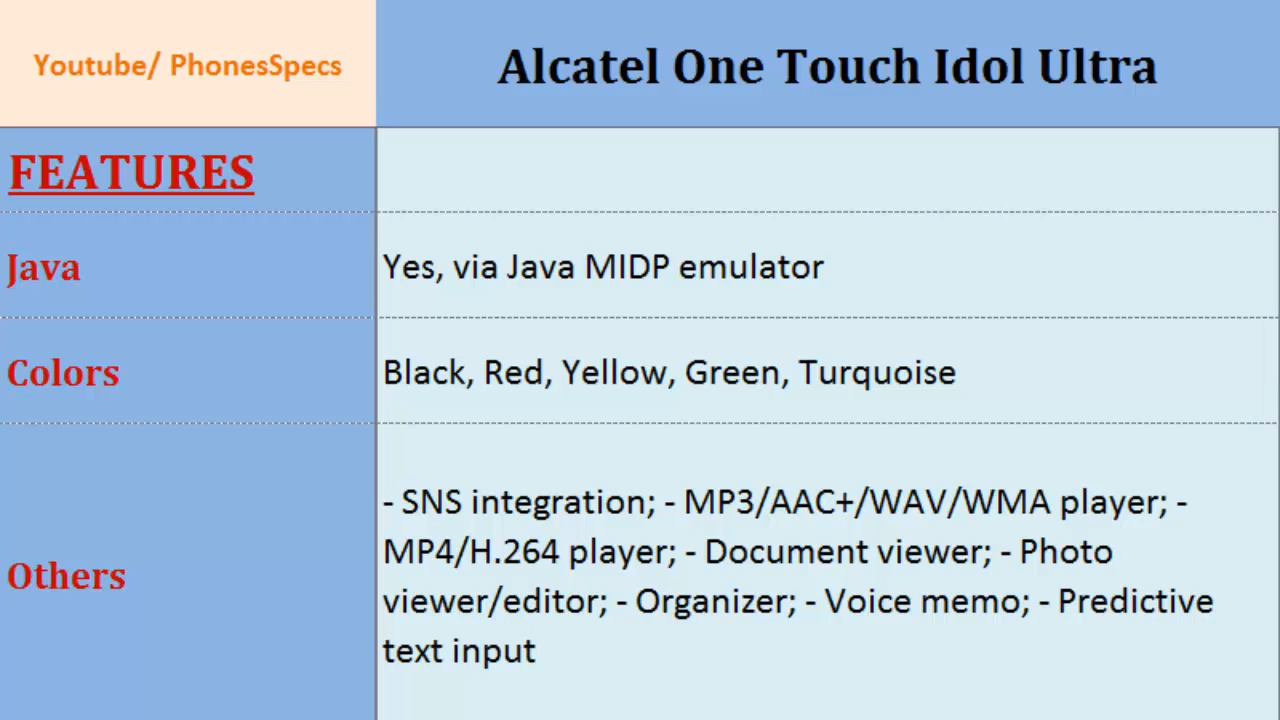 Youtube/ PhonesSpecs
Alcatel One Touch Idol Ultra
FEATURES
Java
Yes, via Java MIDP emulator
Colors
Black, Red, Yellow, Green, Turquoise
Others
- SNS integration; - MP3/AAC+/WAV/WMA player; -
MP4/H.264 player; - Document viewer; - Photo
viewer/editor; - Organizer; - Voice memo; - Predictive
text input